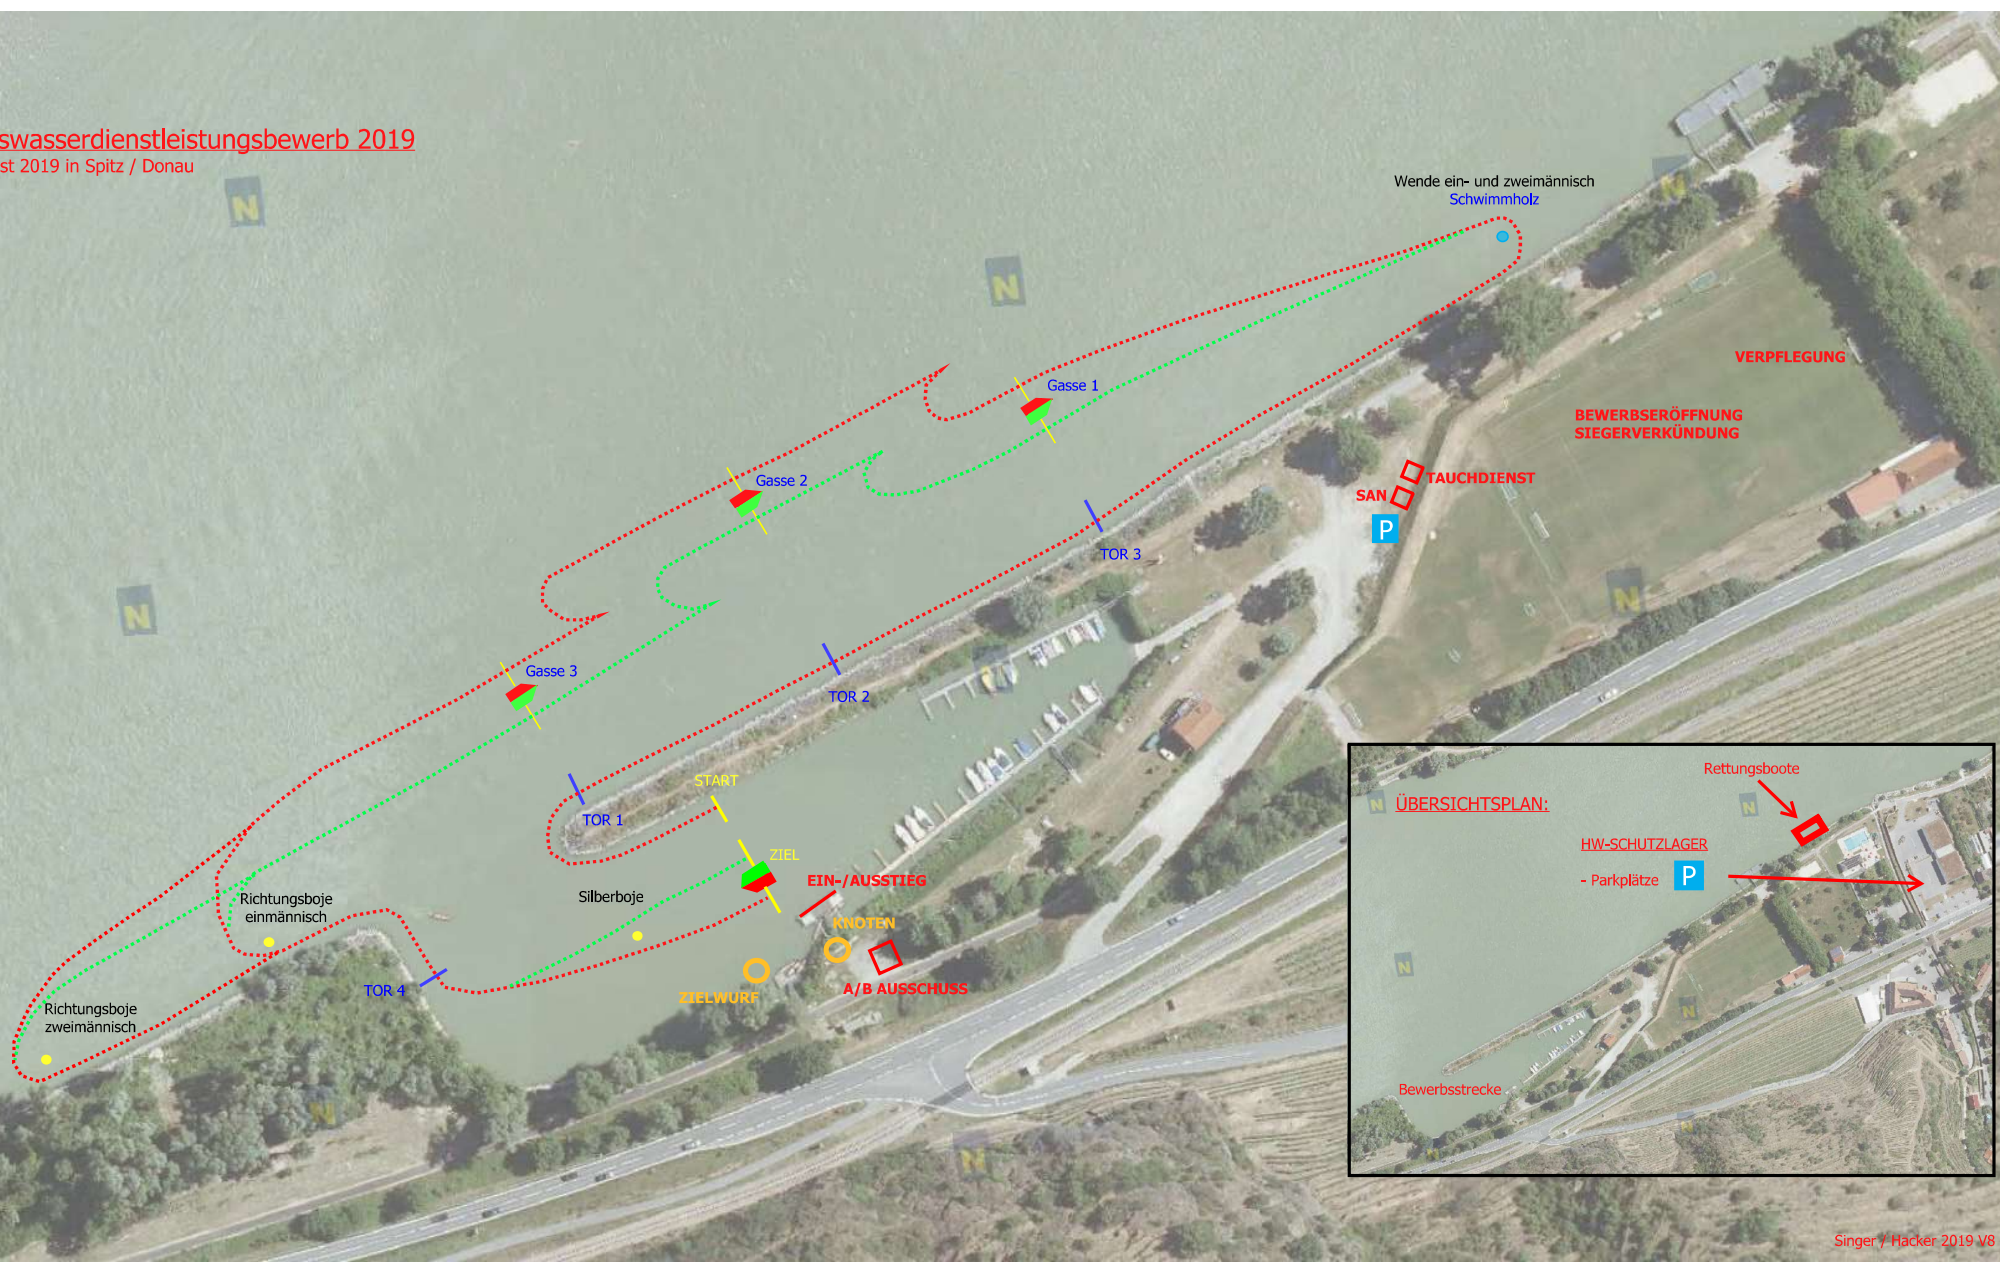 swasserdienstleistungsbewerb 2019
st 2019 in Spitz / Donau
Wende ein- und zweimännisch
Schwimmholz
VERPFLEGUNG
Gasse 1
BEWERBSERÖFFNUNG
SIEGERVERKÜNDUNG
Gasse 2
TAUCHDIENST
SAN
P
TOR 3
Gasse 3
TOR 2
START
TOR 1
ZIEL
EIN-/AUSSTIEG
Silberboje
Richtungsboje
einmännisch
KNOTEN
TOR 4
ZIELWURF
A/B AUSSCHUSS
Richtungsboje
zweimännisch
Rettungsboote
ÜBERSICHTSPLAN:
HW-SCHUTZLAGER
- Parkplätze P
Bewerbsstrecke
Singer / Hacker 2019 V8
N
N
N
N
N
N
N
N
N
N
N
N
N
N